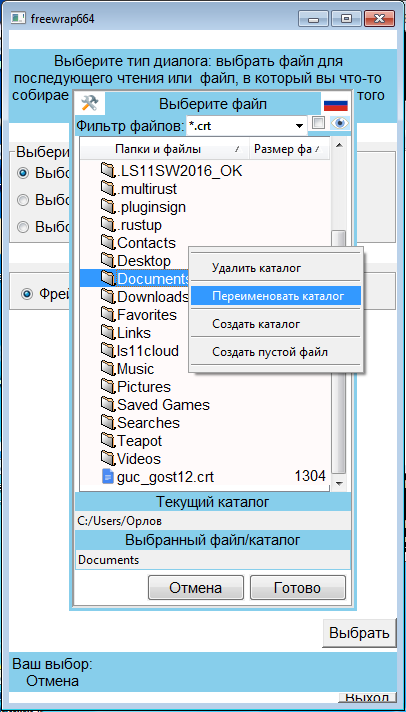 freewrap664
Выберите тип диалога: выбрать файл для
последующего чтения или файл, в который вы что-то
собирае
того
Выберите файл
Фильтр файлов: *.crt
Выбери
Папки и файлы / Размер фа /
Выбо
Выбо
Выбо
.LS11SW2016_OK
.multirust
.pluginsign
.rustup
Contacts
Desktop
Documents
Downloads
Favorites
Links
ls11cloud
Music
Pictures
Saved Games
Searches
Teapot
Videos
guc_gost12.crt 1304
Удалить каталог
Переименовать каталог
Создать каталог
Создать пустой файл
Фрей
Текущий каталог
C:/Users/Орлов
Выбранный файл/каталог
Documents
Отмена Готово
Выбрать
Ваш выбор:
Отмена
Выход